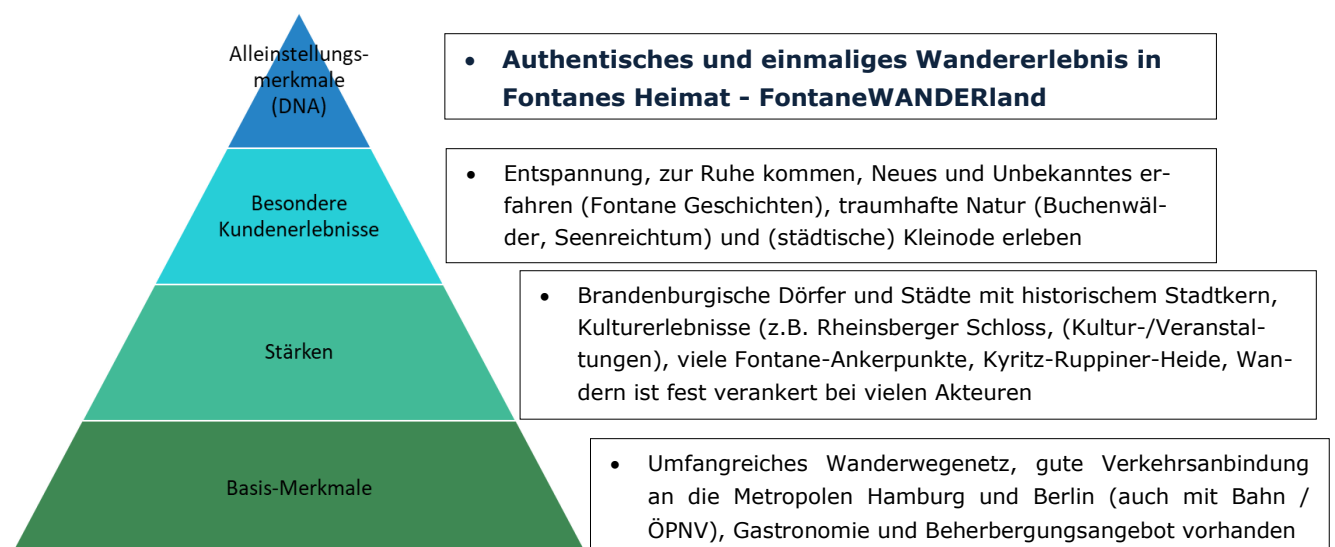 Alleinstellungs-
merkmale
(DNA)
• Authentisches und einmaliges Wandererlebnis in
Fontanes Heimat - FontaneWANDERland
Besondere
Kundenerlebnisse
• Entspannung, zur Ruhe kommen, Neues und Unbekanntes er-
fahren (Fontane Geschichten), traumhafte Natur (Buchenwäl-
der, Seenreichtum) und (städtische) Kleinode erleben
Stärken
• Brandenburgische Dörfer und Städte mit historischem Stadtkern,
Kulturerlebnisse (z.B. Rheinsberger Schloss, (Kultur-/Veranstal-
tungen), viele Fontane-Ankerpunkte, Kyritz-Ruppiner-Heide, Wan-
dern ist fest verankert bei vielen Akteuren
Basis-Merkmale
• Umfangreiches Wanderwegenetz, gute Verkehrsanbindung
an die Metropolen Hamburg und Berlin (auch mit Bahn /
ÖPNV), Gastronomie und Beherbergungsangebot vorhanden